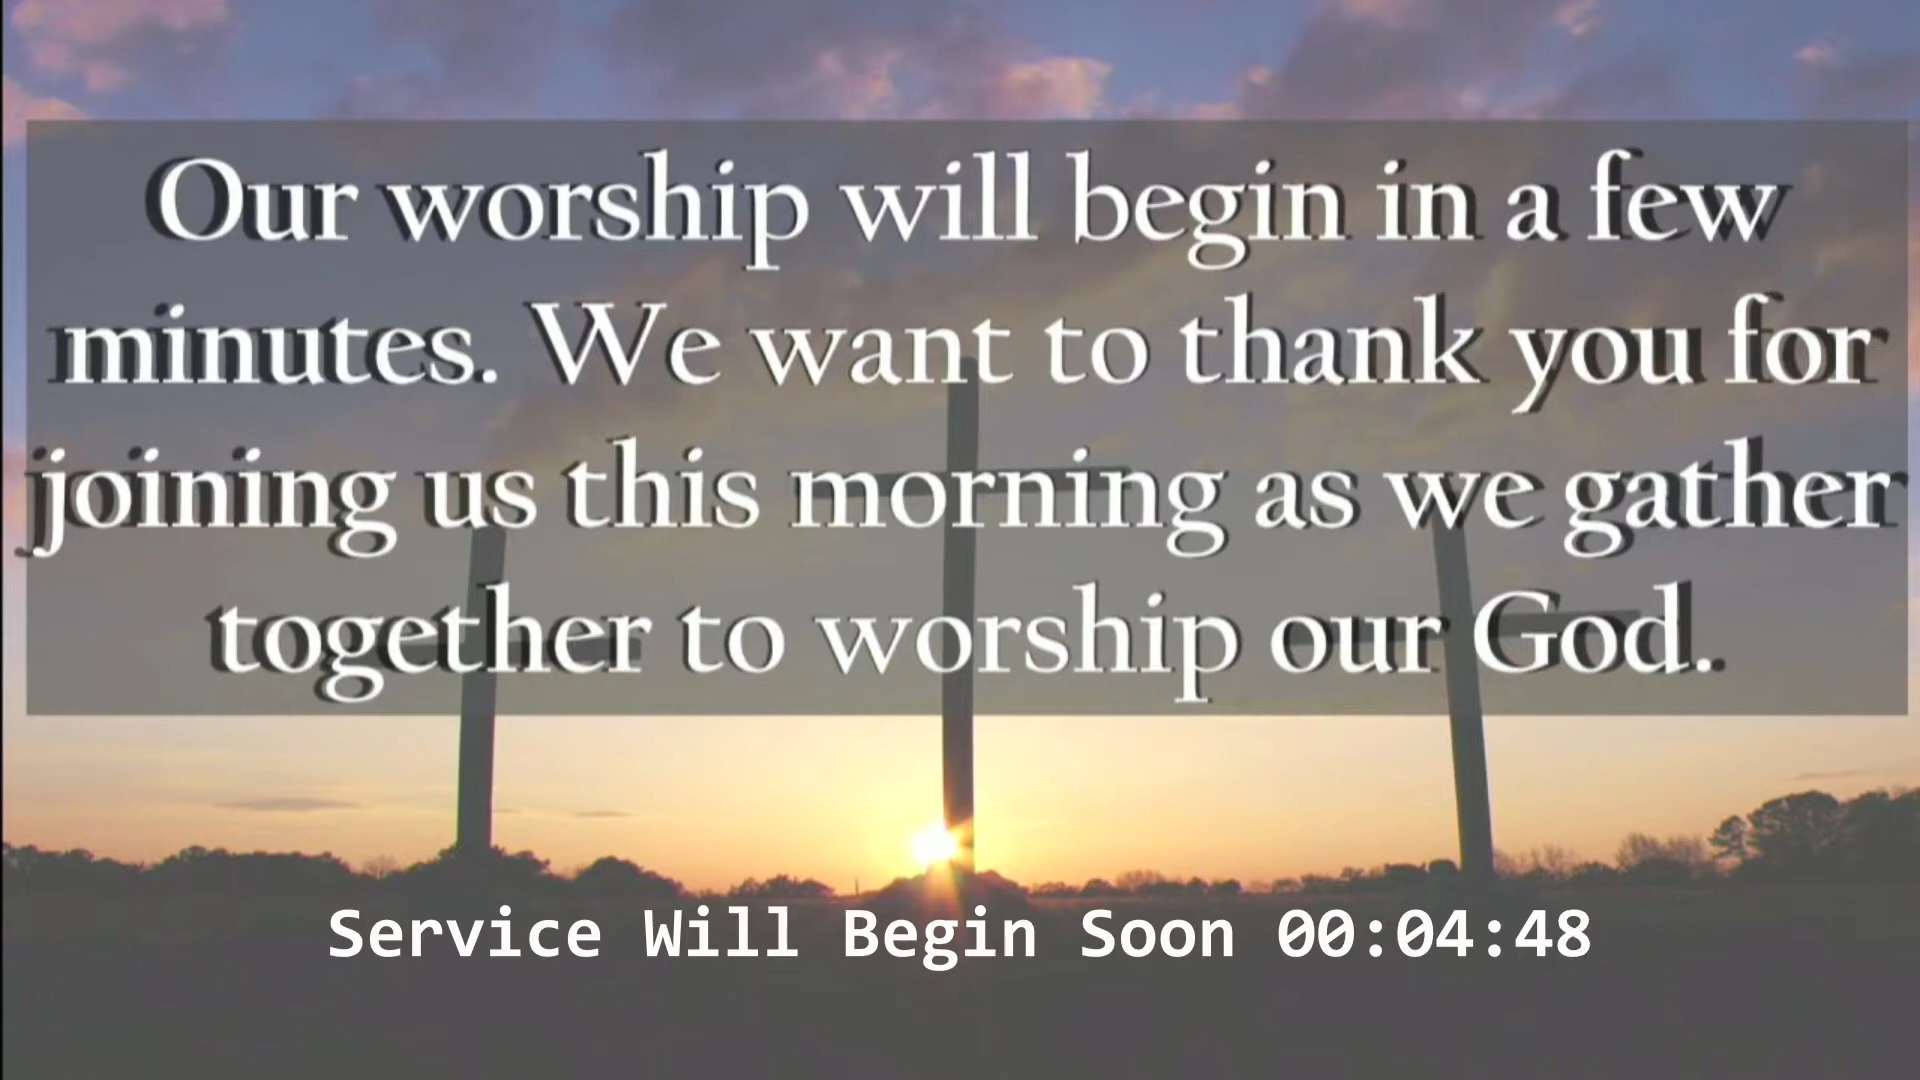 Our worship will begin in a few
minutes. We want to thank you for
joining us this morning as we gather
together to worship our God.
Service Will Begin Soon 00:04:48